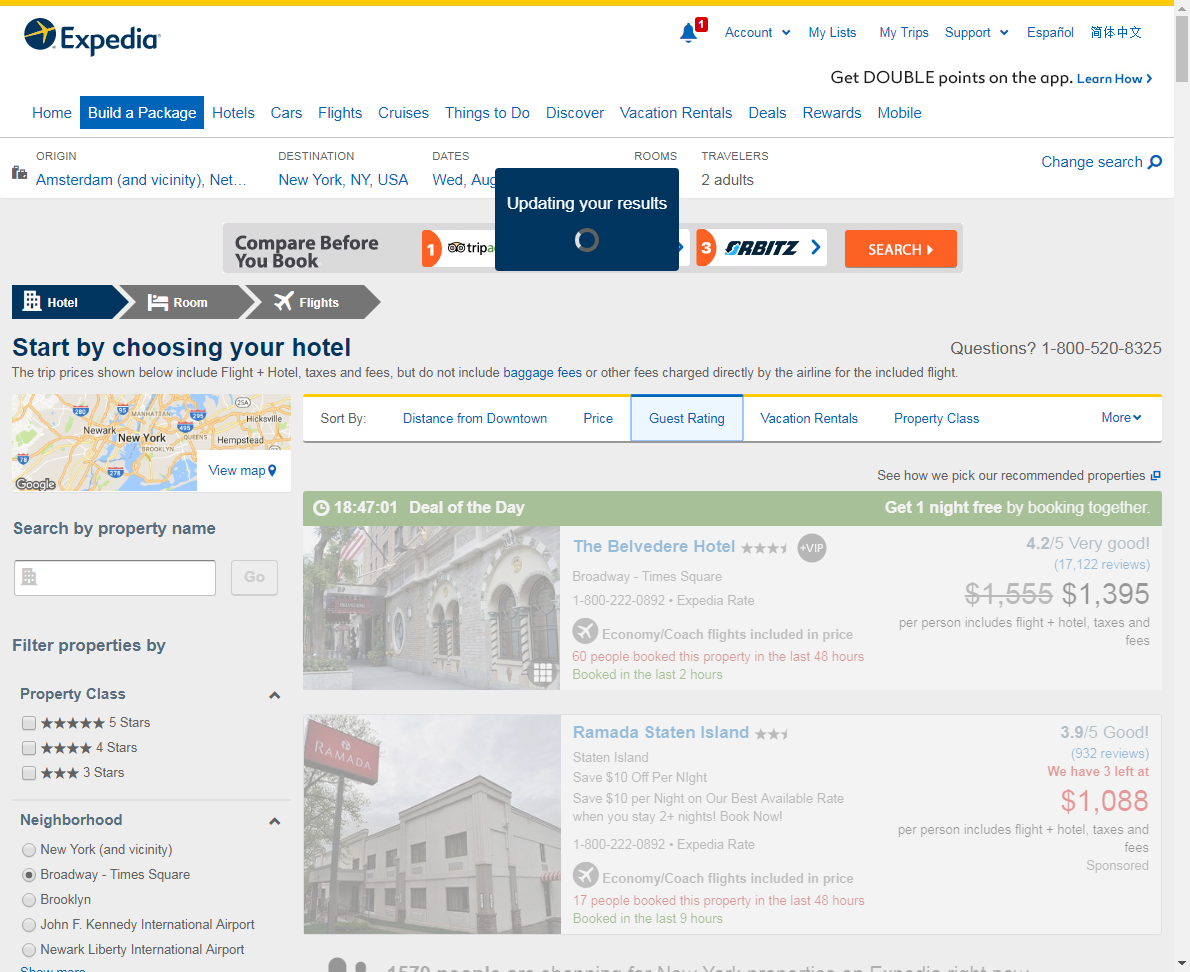 1
Account
My Lists
My Trips
Support
Español
简体中文
Expedia
Get DOUBLE points on the app. Learn How
Home
Build a Package
Hotels
Cars
Flights
Cruises
Things to Do
Discover
Vacation Rentals
Deals
Rewards
Mobile
ORIGIN
DESTINATION
DATES
ROOMS
TRAVELERS
Amsterdam (and vicinity), Net...
New York, NY, USA
Wed, Aug
2 adults
Change search
Updating your results
Compare Before
You Book
1
3
ORBITZ
SEARCH
Hotel
Room
Flights
Start by choosing your hotel
Questions? 1-800-520-8325
The trip prices shown below include Flight + Hotel, taxes and fees, but do not include baggage fees or other fees charged directly by the airline for the included flight.
280
95
MANHATTAN
295
25A
Hicksville
Newark
New York
495
QUEENS
Hempstead
BROOKLYN
78
278
Google
View map
Sort By:
Distance from Downtown
Price
Guest Rating
Vacation Rentals
Property Class
More
See how we pick our recommended properties
Search by property name
Go
Filter properties by
Property Class
5 Stars
4 Stars
3 Stars
Neighborhood
New York (and vicinity)
Broadway - Times Square
Brooklyn
John F. Kennedy International Airport
Newark Liberty International Airport
Show more
18:47:01 Deal of the Day
Get 1 night free by booking together.
The Belvedere Hotel
+VIP
4.2/5 Very good!
Broadway - Times Square
(17,122 reviews)
1-800-222-0892 • Expedia Rate
$1,555 $1,395
per person includes flight + hotel, taxes and
fees
Economy/Coach flights included in price
60 people booked this property in the last 48 hours
Booked in the last 2 hours
RAMADA
Ramada Staten Island
3.9/5 Good!
Staten Island
(932 reviews)
Save $10 Off Per NIght
We have 3 left at
Save $10 per Night on Our Best Available Rate
when you stay 2+ nights! Book Now!
$1,088
1-800-222-0892 • Expedia Rate
per person includes flight + hotel, taxes and
fees
Sponsored
Economy/Coach flights included in price
17 people booked this property in the last 48 hours
Booked in the last 9 hours
1570 people are shopping for New York properties on Expedia right now